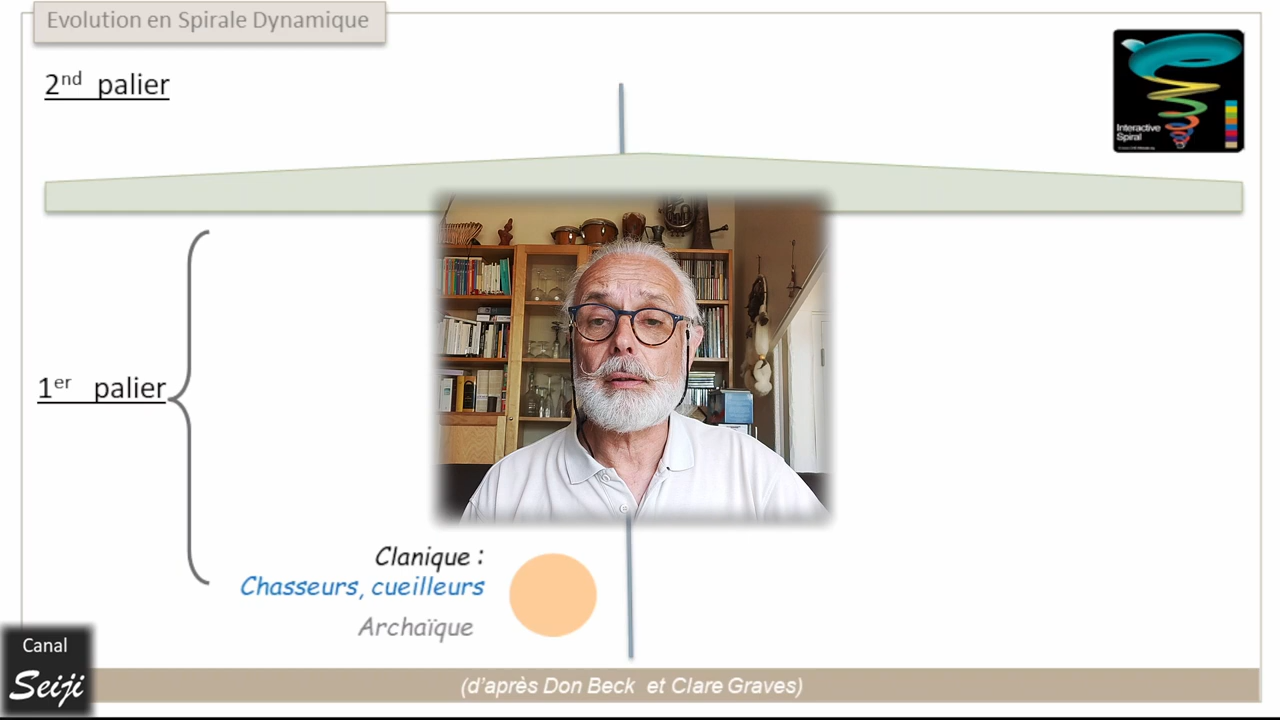 Evolution en Spirale Dynamique
2nd palier
Interactive
Spiral
1er palier
Clanique :
Chasseurs, cueilleurs
Archaïque
Canal
Seiji
(d'après Don Beck et Clare Graves)